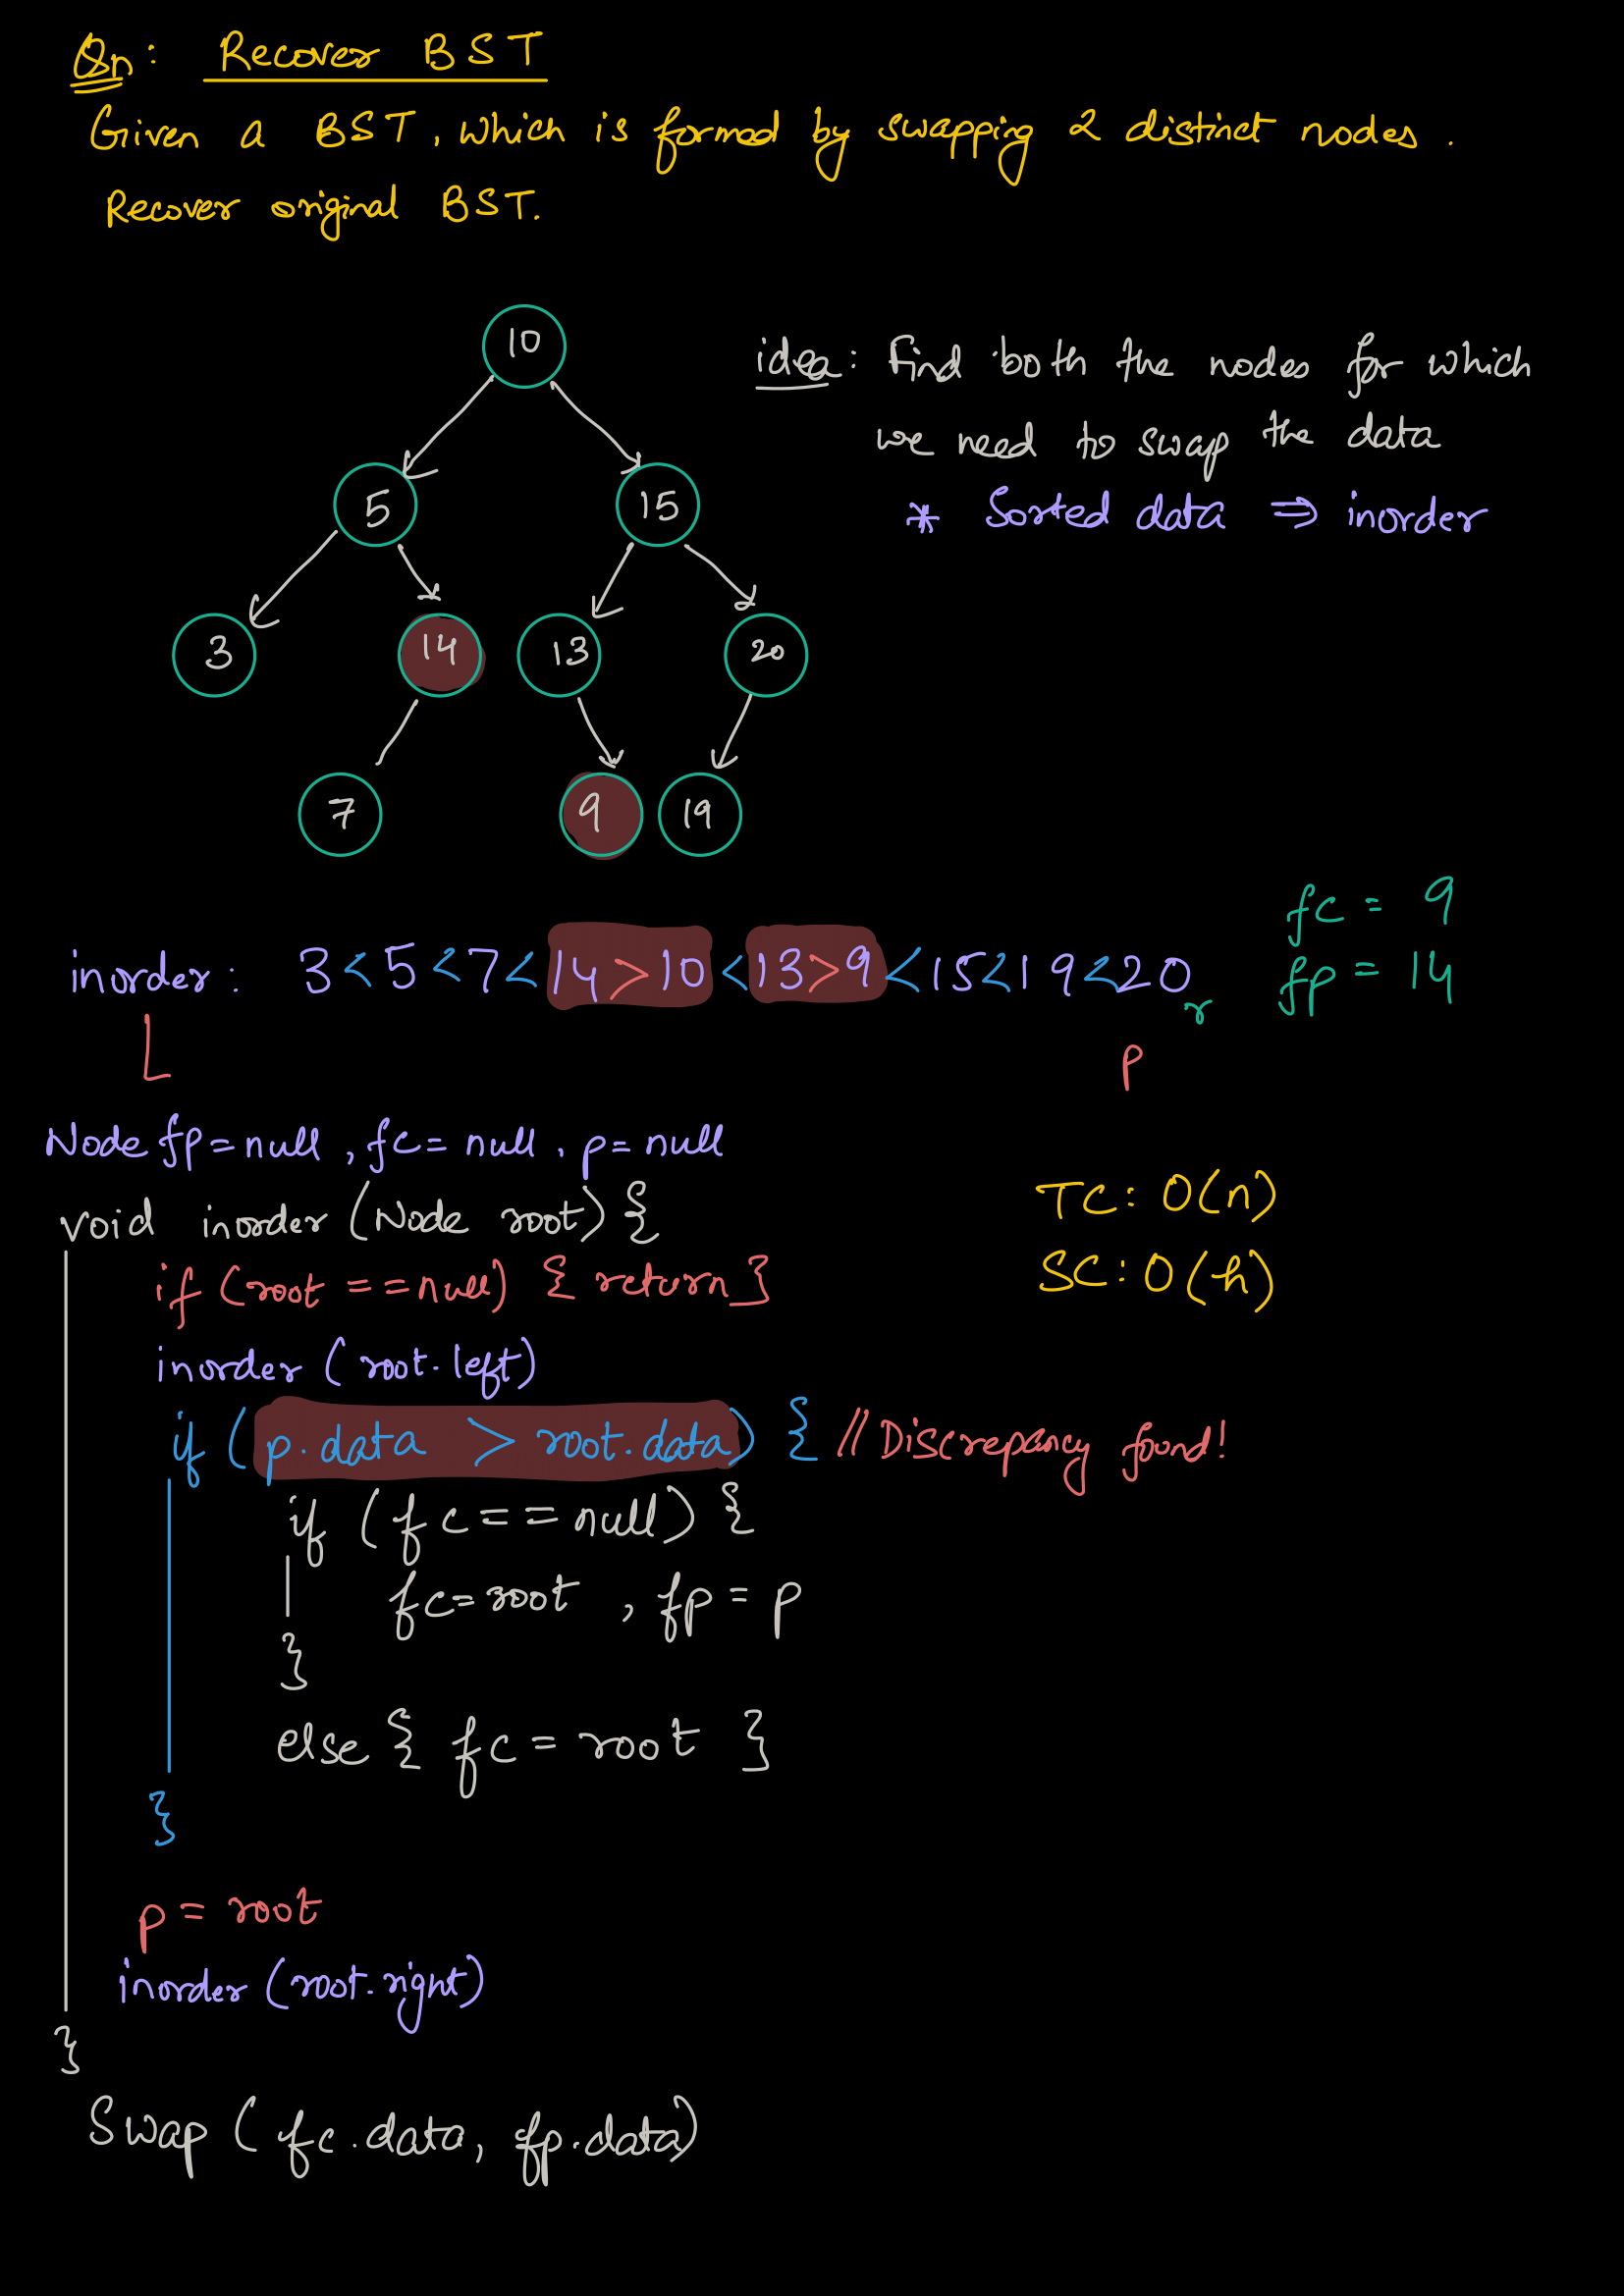 Qn: Recover BST
Given a BST, which is formed by swapping 2 distinct nodes.
Recover original BST.
10
5 15
3 14 13 20
7 9 19
idea: find both the nodes for which
we need to swap the data
* Sorted data ⇒ inorder
fc = 9
inorder: 3<5<7<14>10<13>9<15<19<20 r
fp = 14
p
Node fp=null, fc=null, p=null
void inorder (Node root) {
TC: O(n)
SC: O(h)
if (root ==null) { return }
inorder (root.left)
if (p.data > root.data) { // Discrepancy found!
if (fc==null) {
fc=root , fp=p
}
else { fc=root }
}
p = root
inorder (root.right)
}
Swap (fc.data, fp.data)